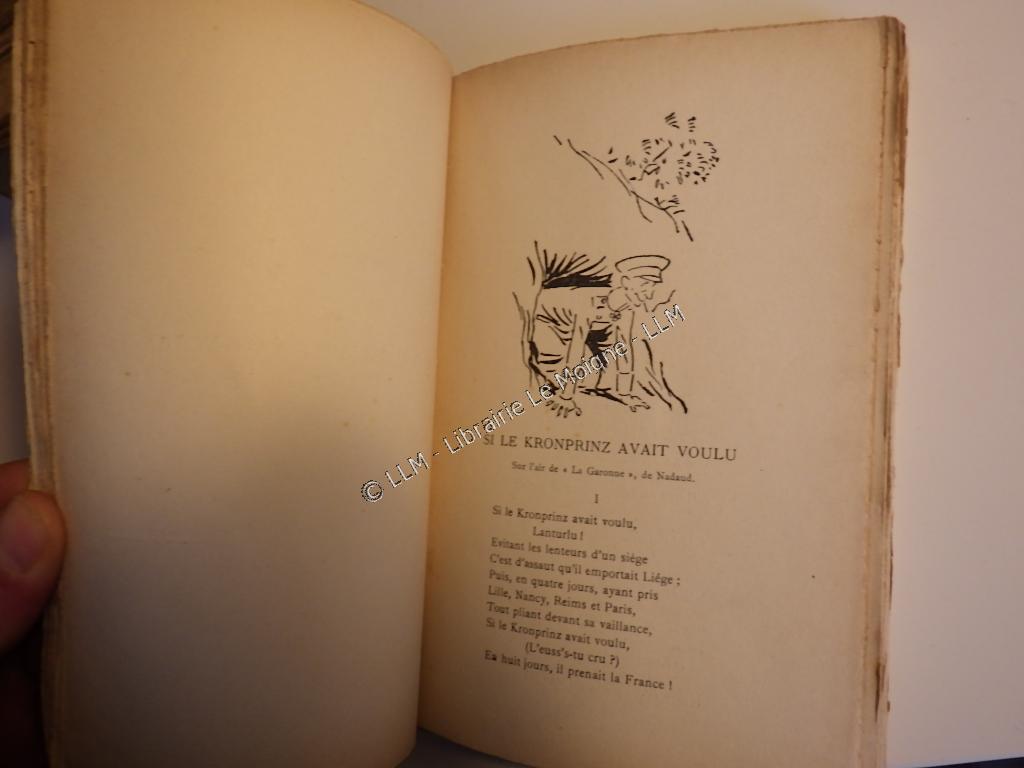 © LLM - Librairie Le Moigne - LLM
SI LE KRONPRINZ AVAIT VOULU
Sur l'air de « La Garonne », de Nadaud.
I
Si le Kronprinz avait voulu,
Lanturlu !
Evitant les lenteurs d'un siége
C'est d'assaut qu'il emportait Liége ;
Puis, en quatre jours, ayant pris
Lille, Nancy, Reims et Paris,
Tout pliant devant sa vaillance,
Si le Kronprinz avait voulu,
(L'euss's-tu cru ?)
En huit jours, il prenait la France !